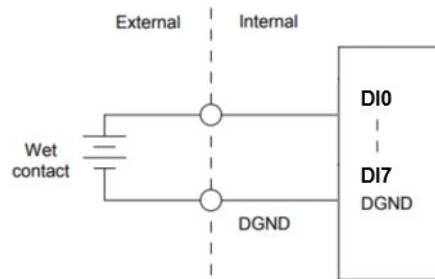 External
Internal
DI0
Wet
contact
DI7
DGND
DGND